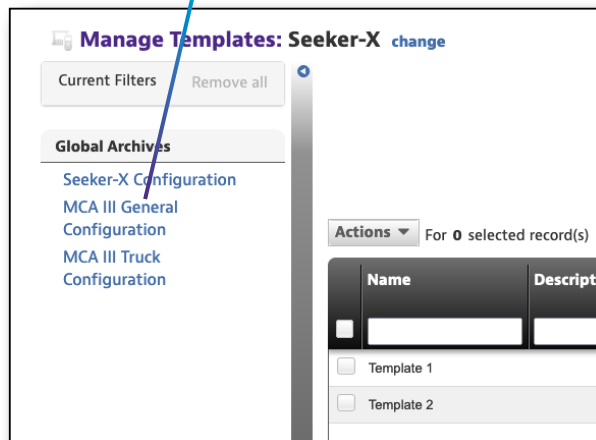 Manage Templates: Seeker-X change
Current Filters Remove all
Global Archives
Seeker-X Configuration
MCA III General
Configuration
MCA III Truck
Configuration
Actions For 0 selected record(s)
Name Descript
Template 1
Template 2